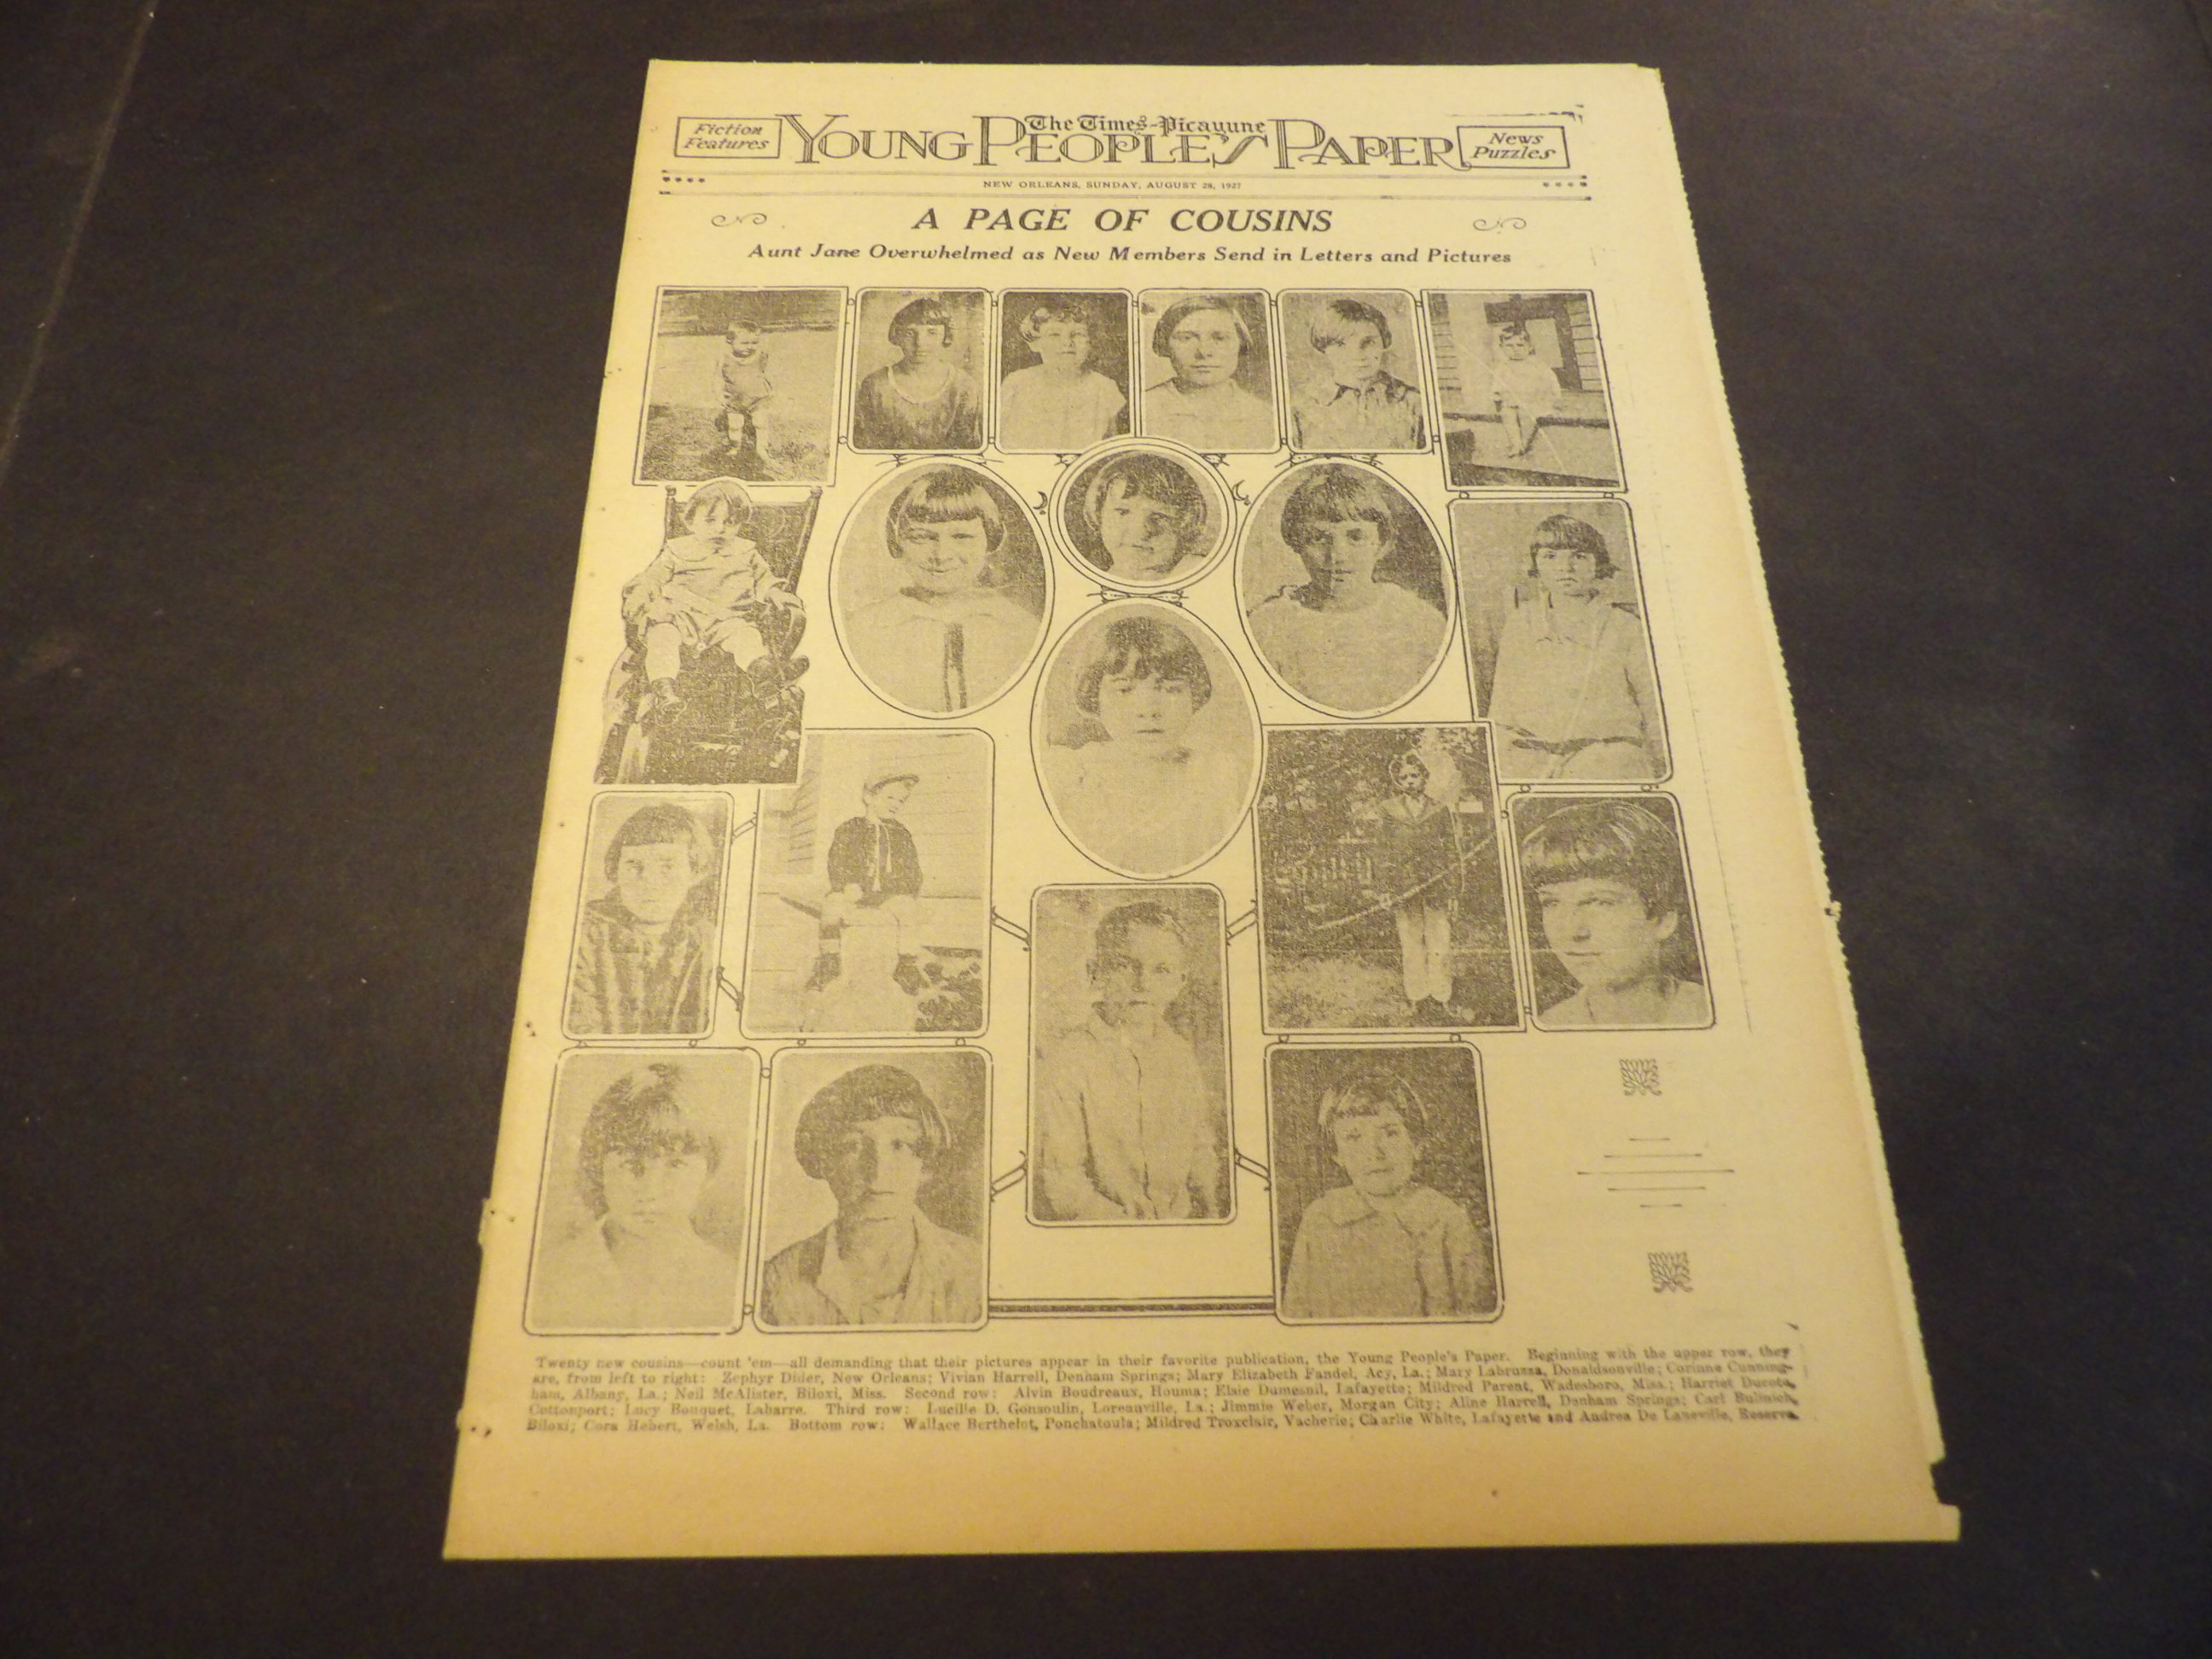 Fiction
Features
The Times-Picayune
YOUNG PEOPLE'S PAPER
News
Puzzles
NEW ORLEANS, SUNDAY, AUGUST 28, 1927
A PAGE OF COUSINS
Aunt Jane Overwhelmed as New Members Send in Letters and Pictures
Twenty new cousins—count 'em—all demanding that their pictures appear in their favorite publication, the Young People's Paper. Beginning with the upper row, they
are, from left to right: Zephyr Dider, New Orleans; Vivian Harrell, Denham Springs; Mary Elizabeth Fandel, Acy, La.; Mary Labruzza, Donaldsonville; Corinne Cunning-
ham, Albany, La.; Neil McAlister, Biloxi, Miss. Second row: Alvin Boudreaux, Houma; Elsie Dumesnil, Lafayette; Mildred Parent, Wadesboro, Miss.; Harriet Ducote,
Cottonport; Lucy Bouquet, Labarre. Third row: Lucille D. Gonsoulin, Loreauville, La.; Jimmie Weber, Morgan City; Aline Harrell, Denham Springs; Carl
Biloxi; Cora Hebert, Welsh, La. Bottom row: Wallace Berthelot, Ponchatoula; Mildred Troxclair, Vacherie; Charlie White, Lafayette and Andrea De Laneville, Reserve.